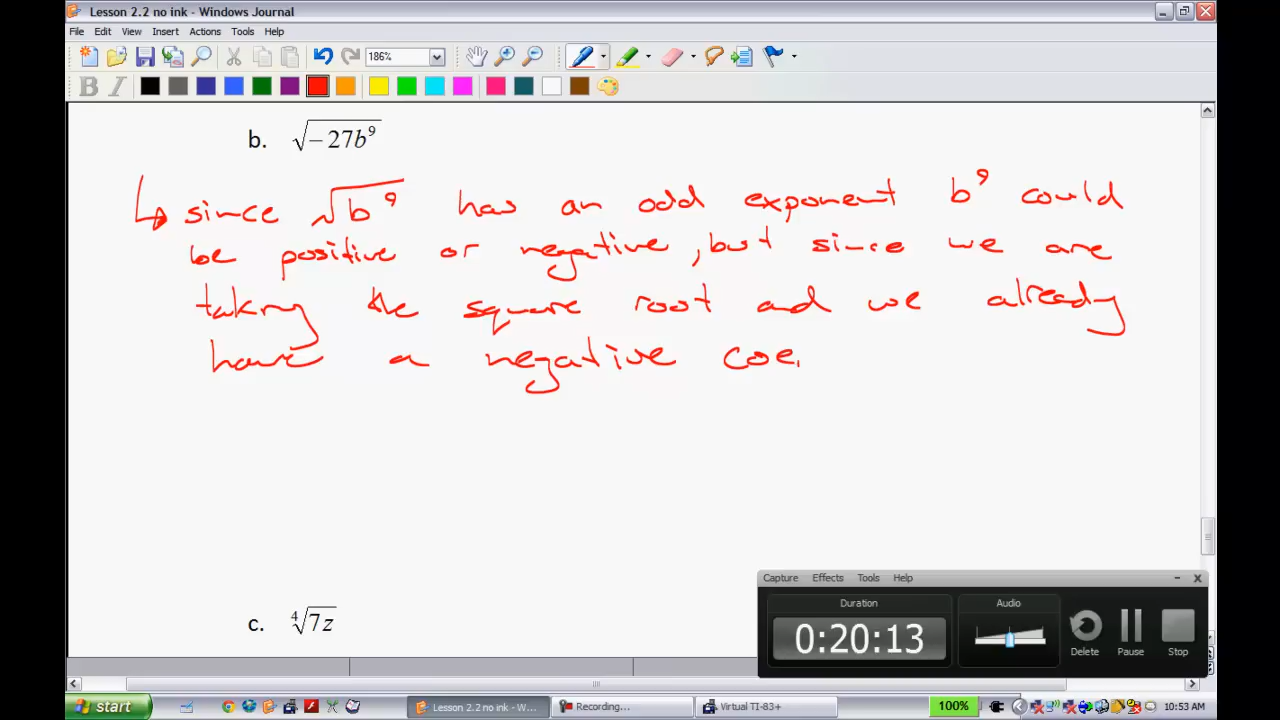 Lesson 2.2 no ink - Windows Journal
File Edit View Insert Actions Tools Help
186%
B I
b. √-27b⁹
since √b⁹ has an odd exponent b⁹ could
be positive or negative, but since we are
taking the square root and we already
have a negative coe
c. ⁴√7z
Capture Effects Tools Help
Duration
0:20:13
Audio
Delete Pause Stop
start
Lesson 2.2 no ink - W...
Recording...
Virtual TI-83+
100%
10:53 AM